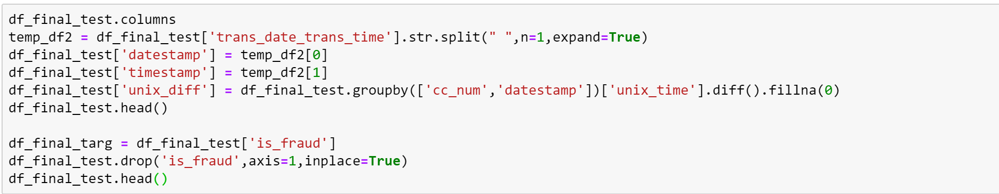 df_final_test.columns
temp_df2 = df_final_test['trans_date_trans_time'].str.split(" ",n=1,expand=True)
df_final_test['datestamp'] = temp_df2[0]
df_final_test['timestamp'] = temp_df2[1]
df_final_test['unix_diff'] = df_final_test.groupby(['cc_num','datestamp'])['unix_time'].diff().fillna(0)
df_final_test.head()
df_final_targ = df_final_test['is_fraud']
df_final_test.drop('is_fraud',axis=1,inplace=True)
df_final_test.head()